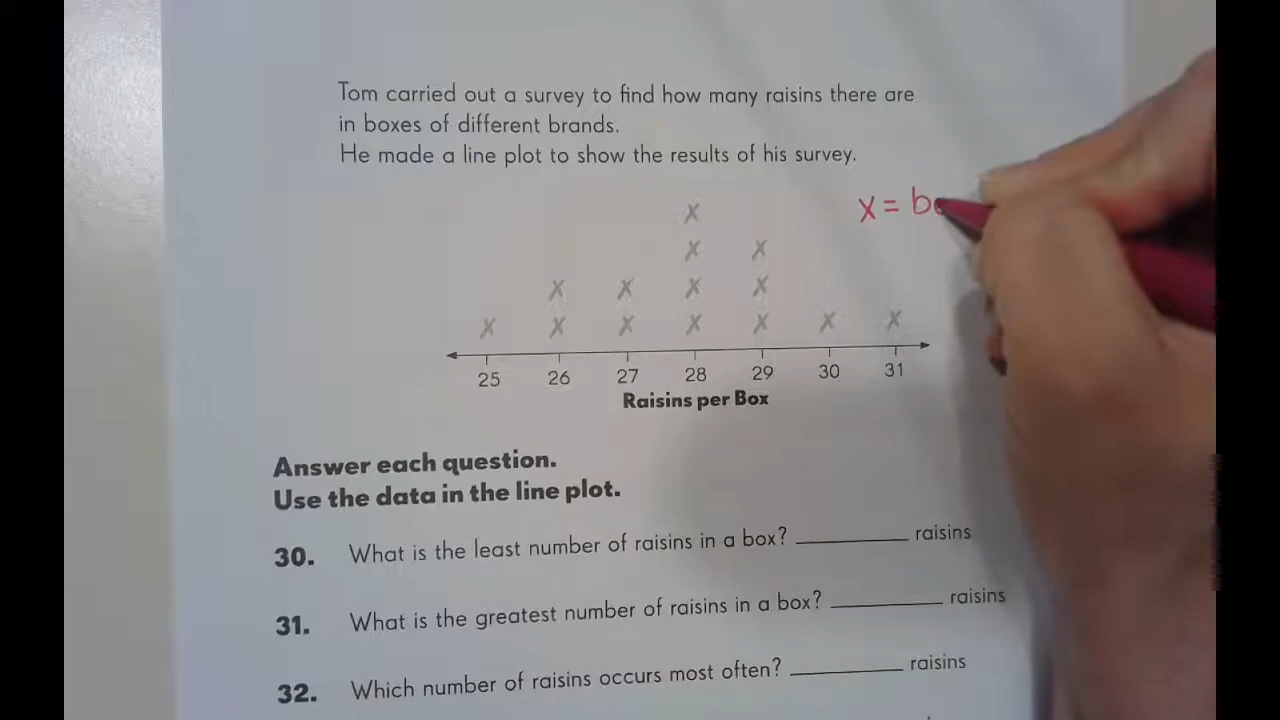 Tom carried out a survey to find how many raisins there are
in boxes of different brands.
He made a line plot to show the results of his survey.
x = bo
X
X X
X X X X
X X X X X X X
25 26 27 28 29 30 31
Raisins per Box
Answer each question.
Use the data in the line plot.
30. What is the least number of raisins in a box? __________ raisins
31. What is the greatest number of raisins in a box? __________ raisins
32. Which number of raisins occurs most often? __________ raisins